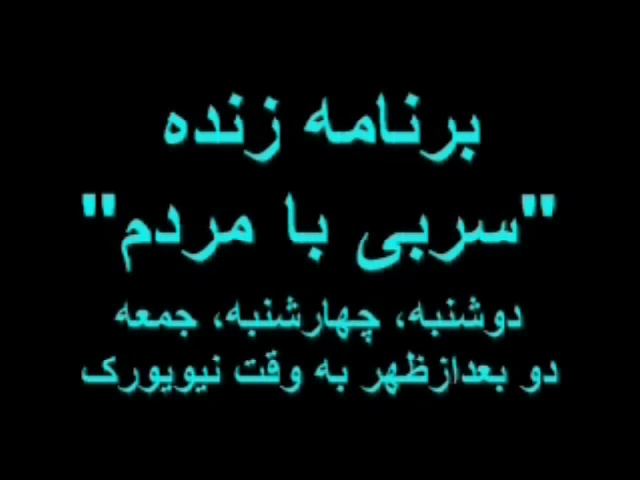 برنامه زنده
"سربی با مردم"
دوشنبه، چهارشنبه، جمعه
دو بعدازظهر به وقت نیویورک